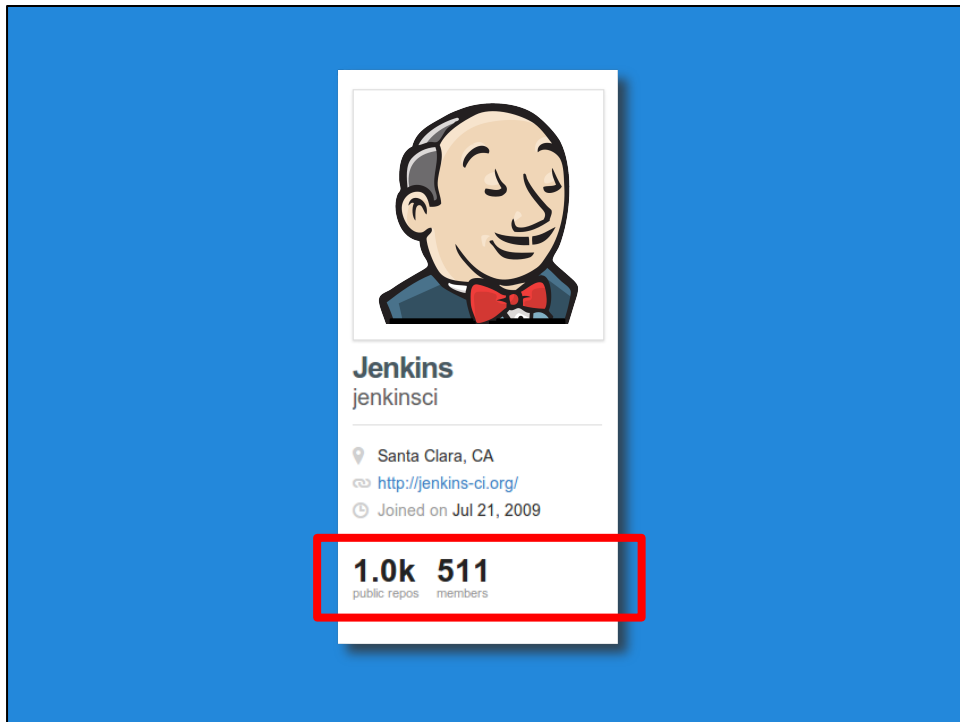 Jenkins
jenkinsci
Santa Clara, CA
http://jenkins-ci.org/
Joined on Jul 21, 2009
1.0k 511
public repos members